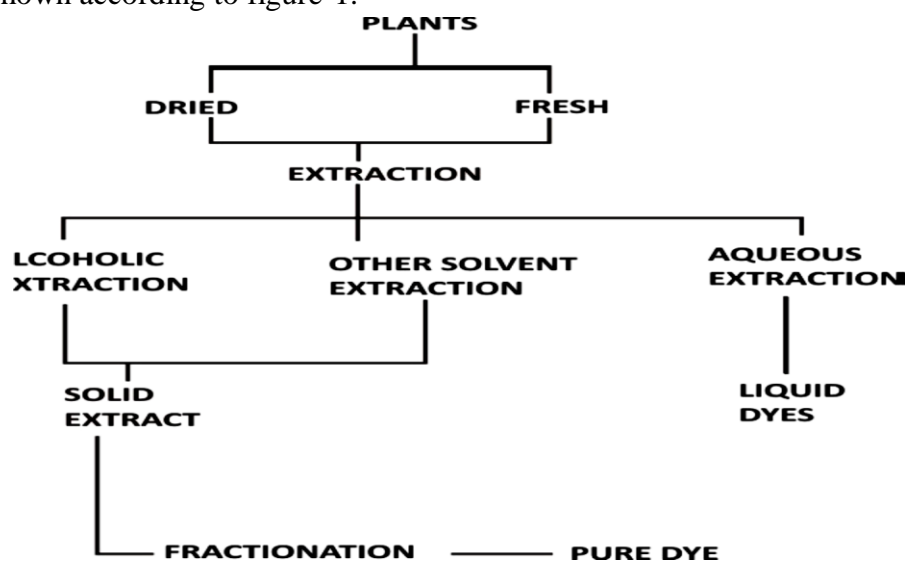 nown according to figure 1.
PLANTS
DRIED
FRESH
EXTRACTION
LCOHOLIC
XTRACTION
OTHER SOLVENT
EXTRACTION
AQUEOUS
EXTRACTION
SOLID
EXTRACT
LIQUID
DYES
FRACTIONATION
PURE DYE